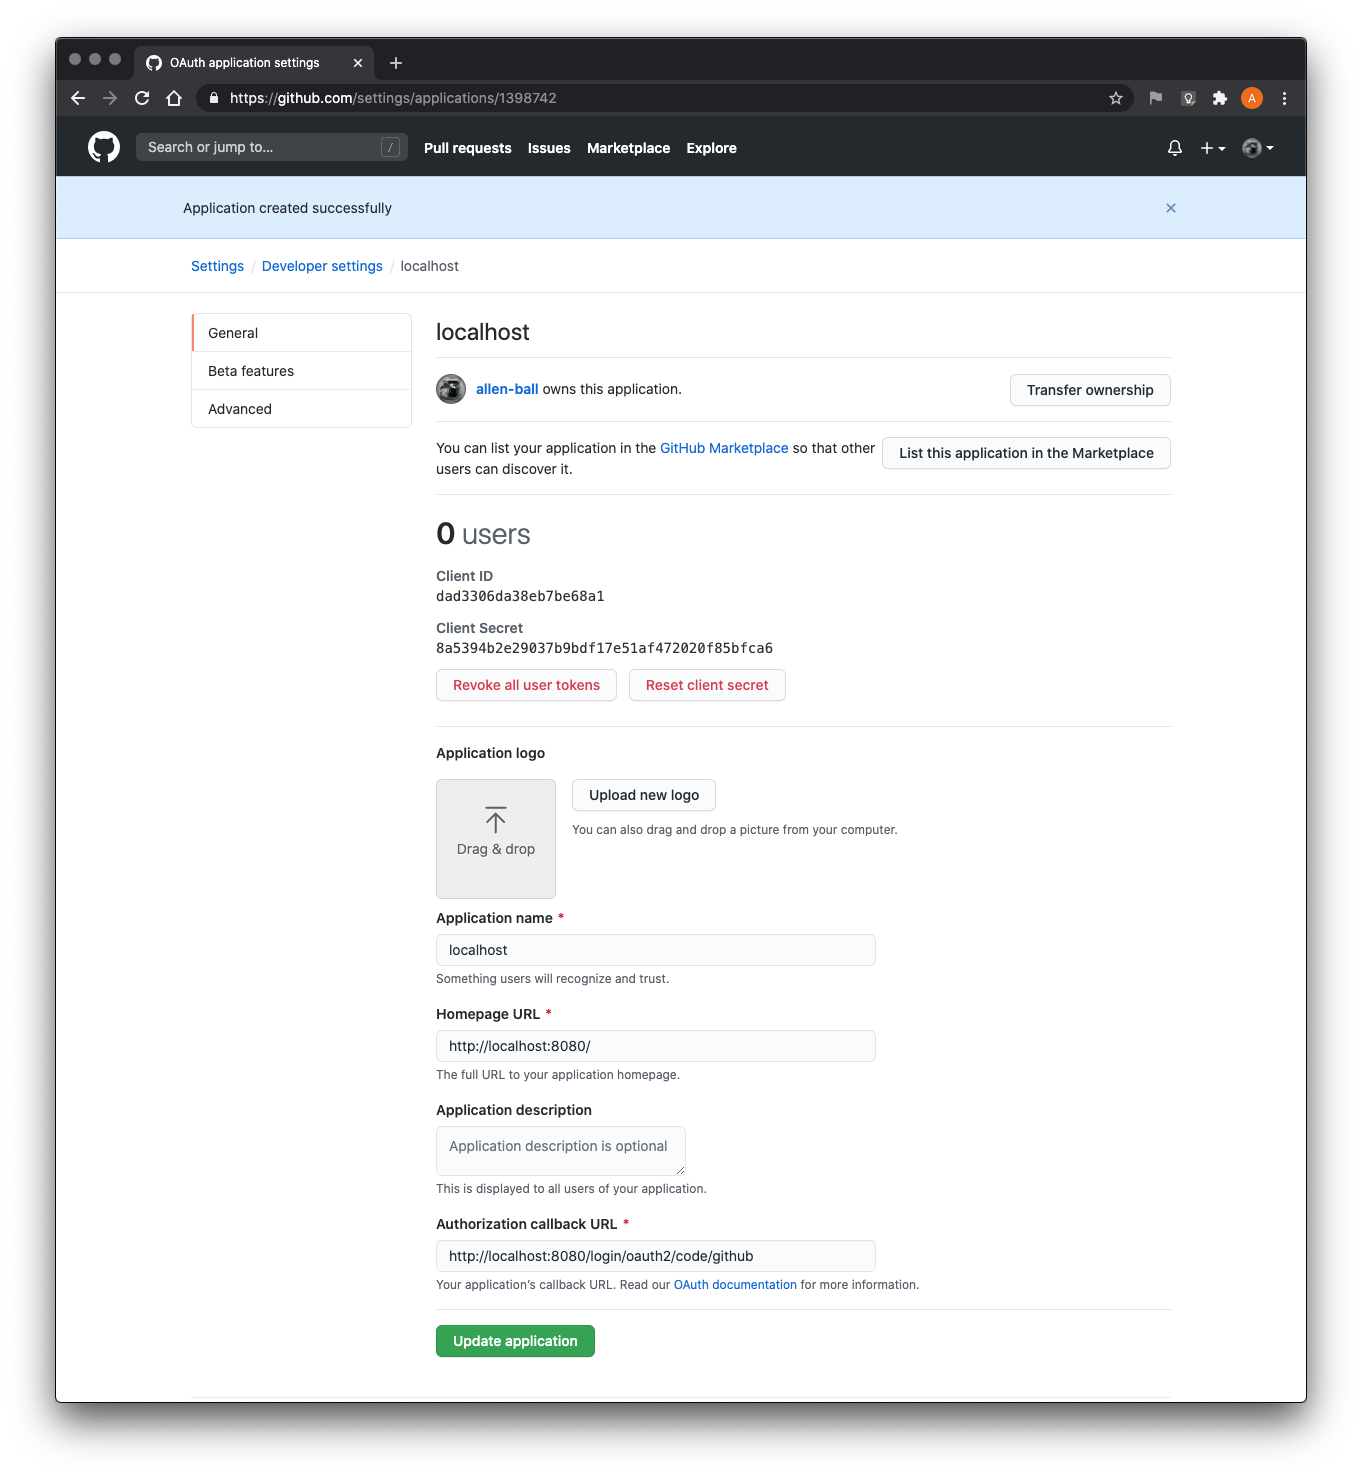 OAuth application settings
https://github.com/settings/applications/1398742
A
Search or jump to...
/
Pull requests
Issues
Marketplace
Explore
Application created successfully
Settings / Developer settings / localhost
General
Beta features
Advanced
localhost
allen-ball owns this application.
Transfer ownership
You can list your application in the GitHub Marketplace so that other
users can discover it.
List this application in the Marketplace
0 users
Client ID
dad3306da38eb7be68a1
Client Secret
8a5394b2e29037b9bdf17e51af472020f85bfca6
Revoke all user tokens
Reset client secret
Application logo
Drag & drop
Upload new logo
You can also drag and drop a picture from your computer.
Application name *
localhost
Something users will recognize and trust.
Homepage URL *
http://localhost:8080/
The full URL to your application homepage.
Application description
Application description is optional
This is displayed to all users of your application.
Authorization callback URL *
http://localhost:8080/login/oauth2/code/github
Your application's callback URL. Read our OAuth documentation for more information.
Update application